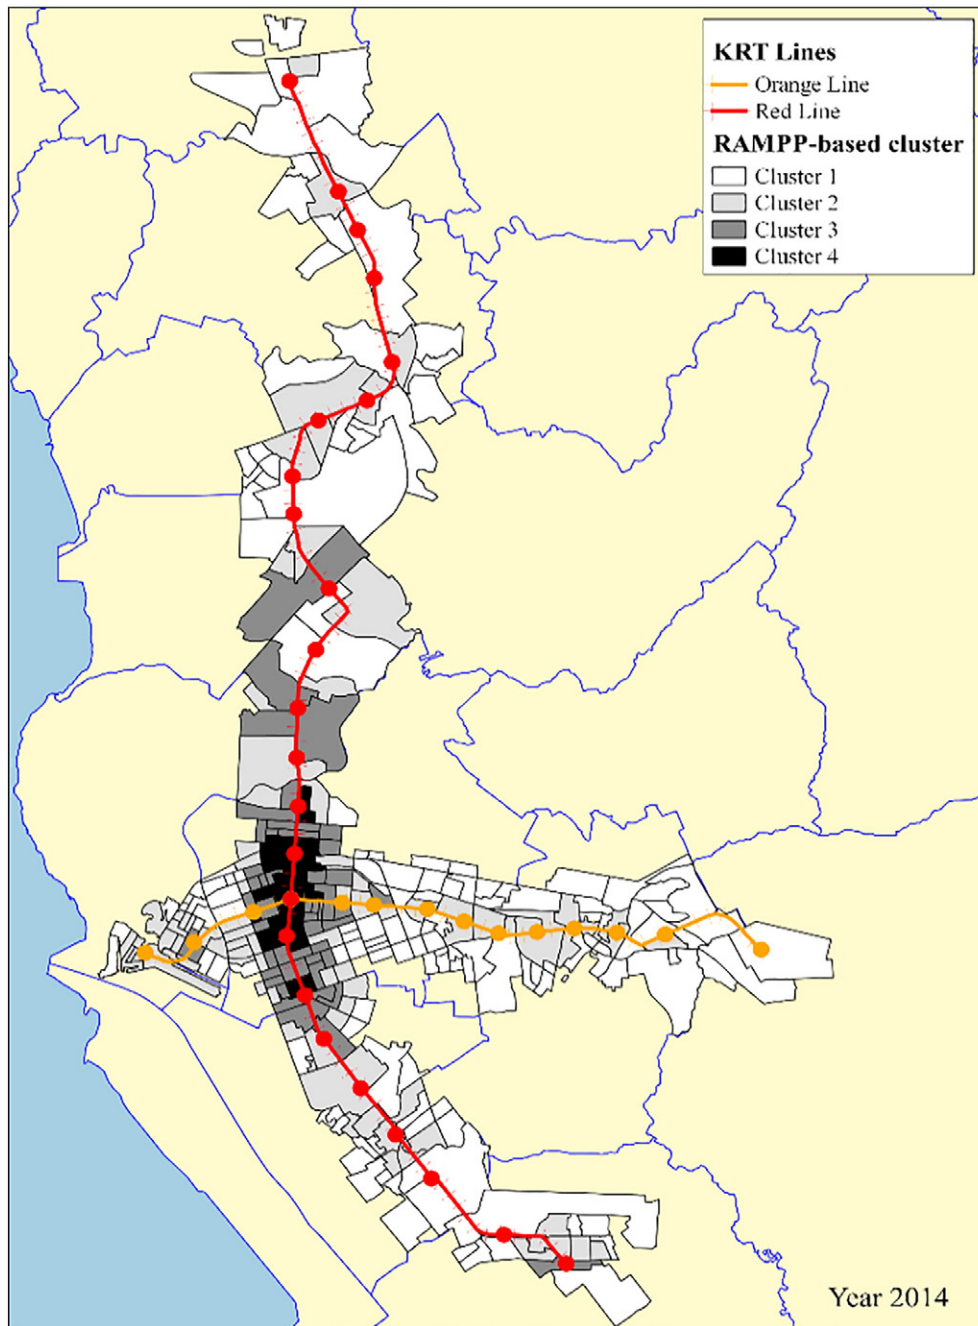 KRT Lines
Orange Line
Red Line
RAMPP-based cluster
Cluster 1
Cluster 2
Cluster 3
Cluster 4
Year 2014